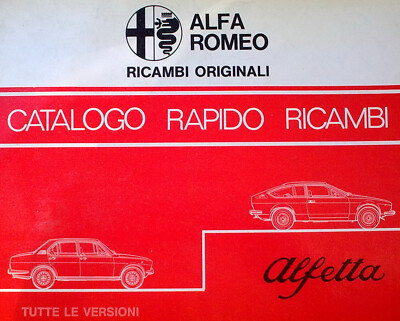 ALFA
ROMEO
RICAMBI ORIGINALI
CATALOGO RAPIDO RICAMBI
Alfetta
TUTTE LE VERSIONI